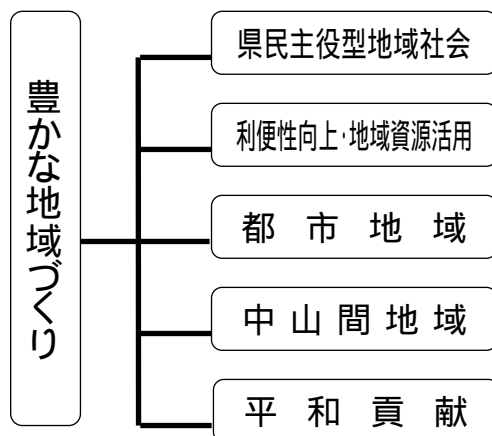 豊かな地域づくり
県民主役型地域社会
利便性向上・地域資源活用
都市地域
中山間地域
平和貢献